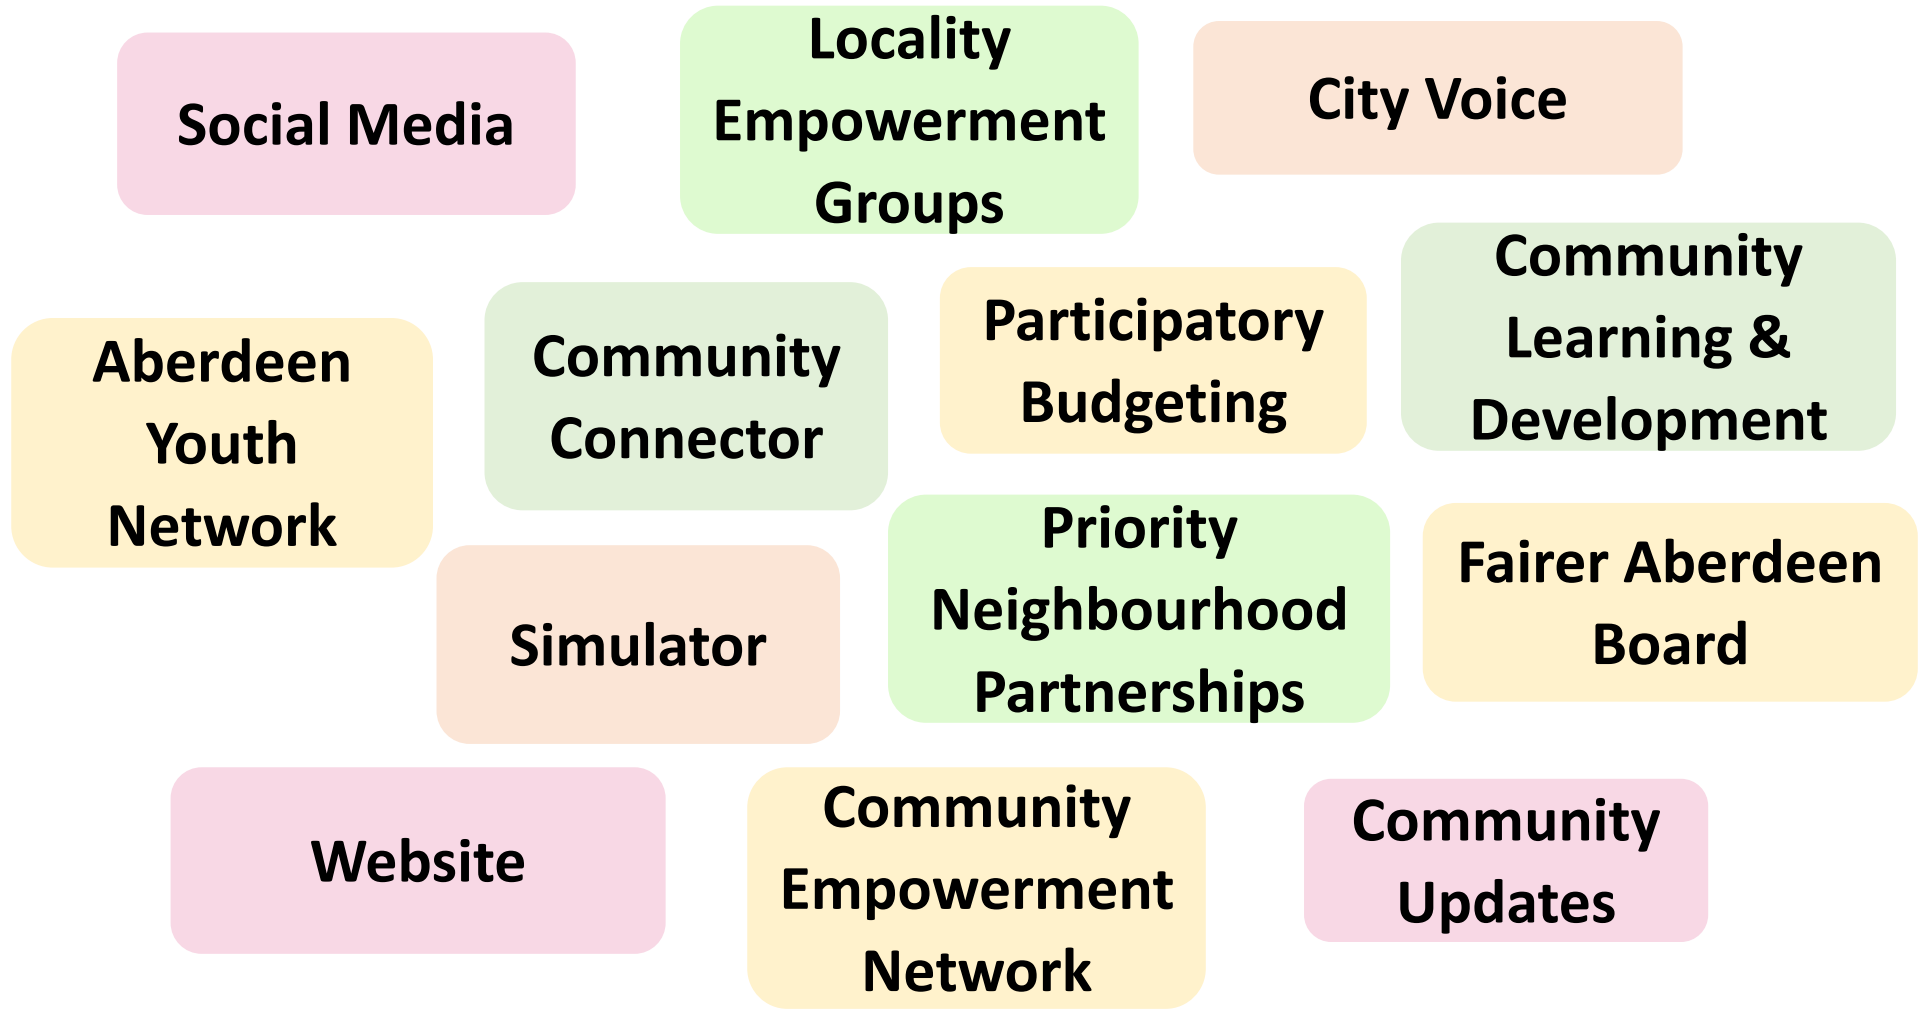 Social Media
Locality
Empowerment
Groups
City Voice
Aberdeen
Youth
Network
Community
Connector
Participatory
Budgeting
Community
Learning &
Development
Simulator
Priority
Neighbourhood
Partnerships
Fairer Aberdeen
Board
Website
Community
Empowerment
Network
Community
Updates